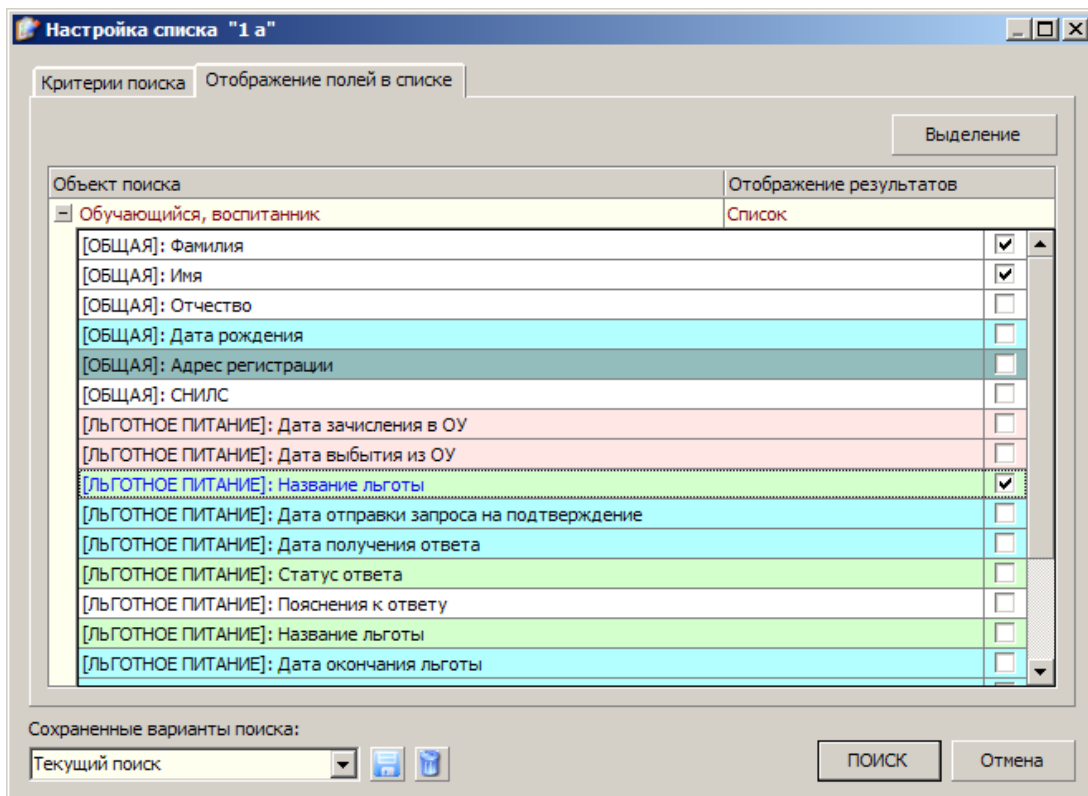 Настройка списка "1 а"
Критерии поиска
Отображение полей в списке
Выделение
Объект поиска
Отображение результатов
Обучающийся, воспитанник
Список
[ОБЩАЯ]: Фамилия
[ОБЩАЯ]: Имя
[ОБЩАЯ]: Отчество
[ОБЩАЯ]: Дата рождения
[ОБЩАЯ]: Адрес регистрации
[ОБЩАЯ]: СНИЛС
[ЛЬГОТНОЕ ПИТАНИЕ]: Дата зачисления в ОУ
[ЛЬГОТНОЕ ПИТАНИЕ]: Дата выбытия из ОУ
[ЛЬГОТНОЕ ПИТАНИЕ]: Название льготы
[ЛЬГОТНОЕ ПИТАНИЕ]: Дата отправки запроса на подтверждение
[ЛЬГОТНОЕ ПИТАНИЕ]: Дата получения ответа
[ЛЬГОТНОЕ ПИТАНИЕ]: Статус ответа
[ЛЬГОТНОЕ ПИТАНИЕ]: Пояснения к ответу
[ЛЬГОТНОЕ ПИТАНИЕ]: Название льготы
[ЛЬГОТНОЕ ПИТАНИЕ]: Дата окончания льготы
Сохраненные варианты поиска:
Текущий поиск
ПОИСК
Отмена